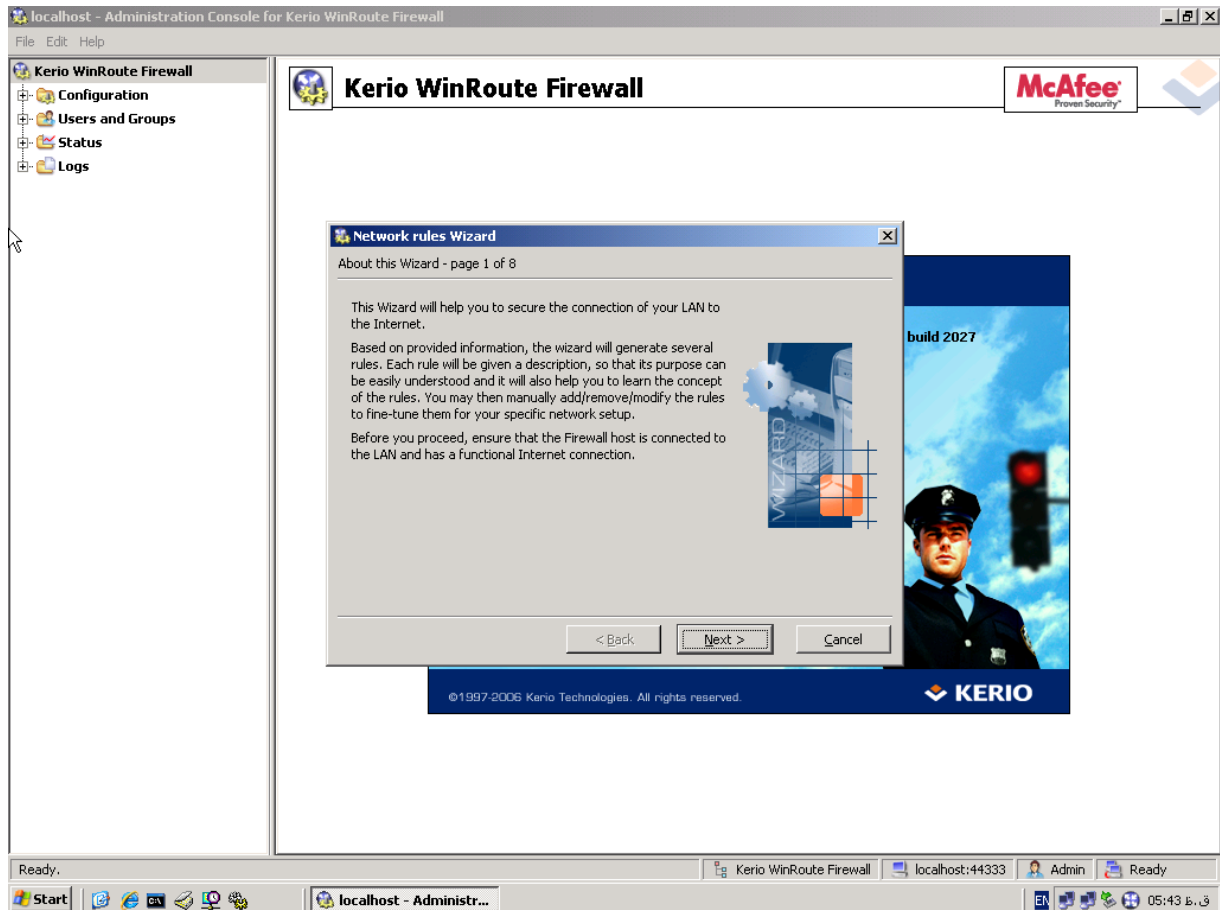 localhost - Administration Console for Kerio WinRoute Firewall
File Edit Help
Kerio WinRoute Firewall
Configuration
Users and Groups
Status
Logs
Kerio WinRoute Firewall
McAfee
Proven Security™
Network rules Wizard
About this Wizard - page 1 of 8
This Wizard will help you to secure the connection of your LAN to
the Internet.
Based on provided information, the wizard will generate several
rules. Each rule will be given a description, so that its purpose can
be easily understood and it will also help you to learn the concept
of the rules. You may then manually add/remove/modify the rules
to fine-tune them for your specific network setup.
Before you proceed, ensure that the Firewall host is connected to
the LAN and has a functional Internet connection.
WIZARD
< Back
Next >
Cancel
build 2027
©1997-2006 Kerio Technologies. All rights reserved.
KERIO
Ready.
Kerio WinRoute Firewall
localhost:44333
Admin
Ready
Start
localhost - Administr...
EN
05:43 ق.ظ